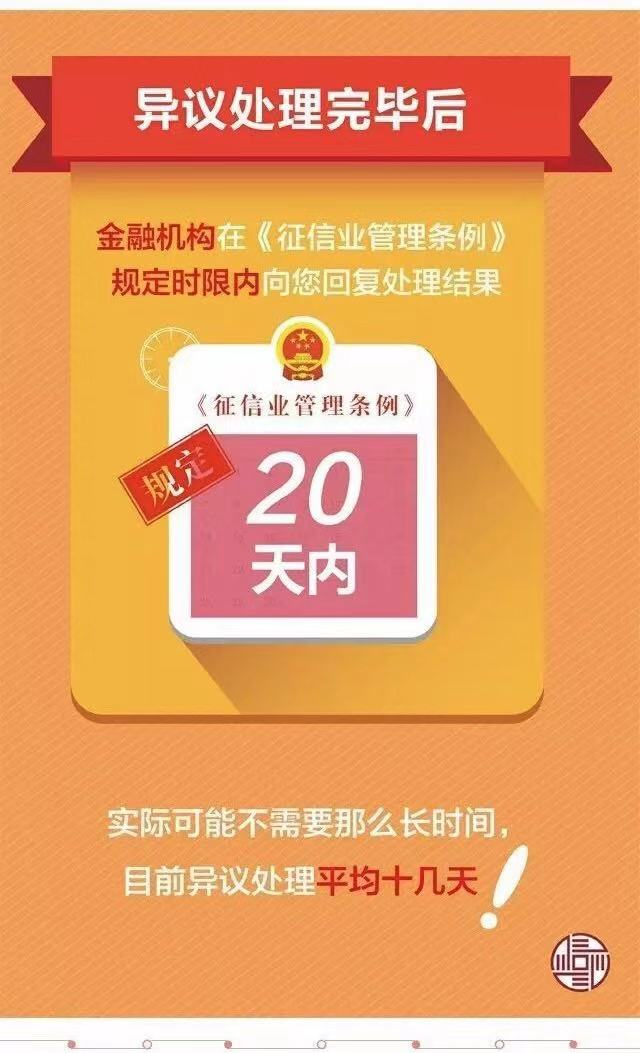 异议处理完毕后
金融机构在《征信业管理条例》
规定时限内向您回复处理结果
《征信业管理条例》
规定
20
天内
实际可能不需要那么长时间，
目前异议处理平均十几天！